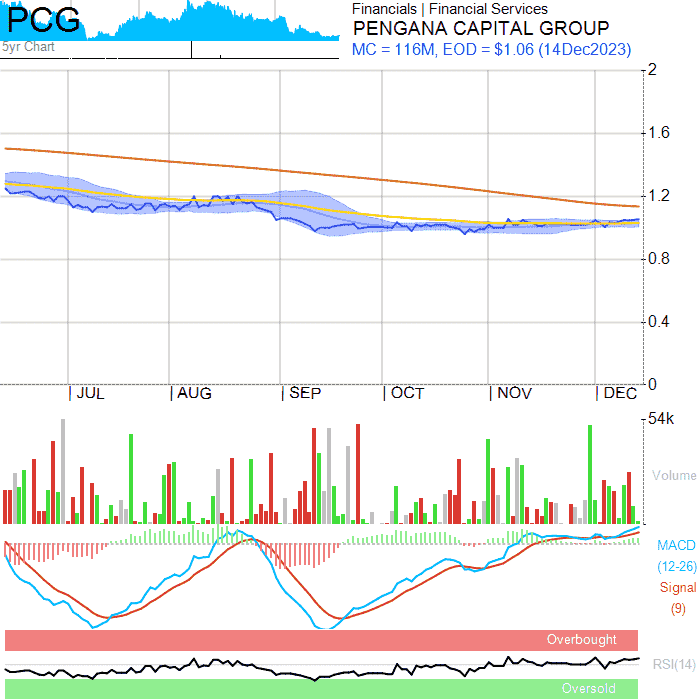 PCG
5yr Chart
Financials | Financial Services
PENGANA CAPITAL GROUP
MC = 116M, EOD = $1.06 (14Dec2023)
2
1.6
1.2
0.8
0.4
0
JUL
AUG
SEP
OCT
NOV
DEC
54k
Volume
MACD
(12-26)
Signal
(9)
Overbought
RSI(14)
Oversold